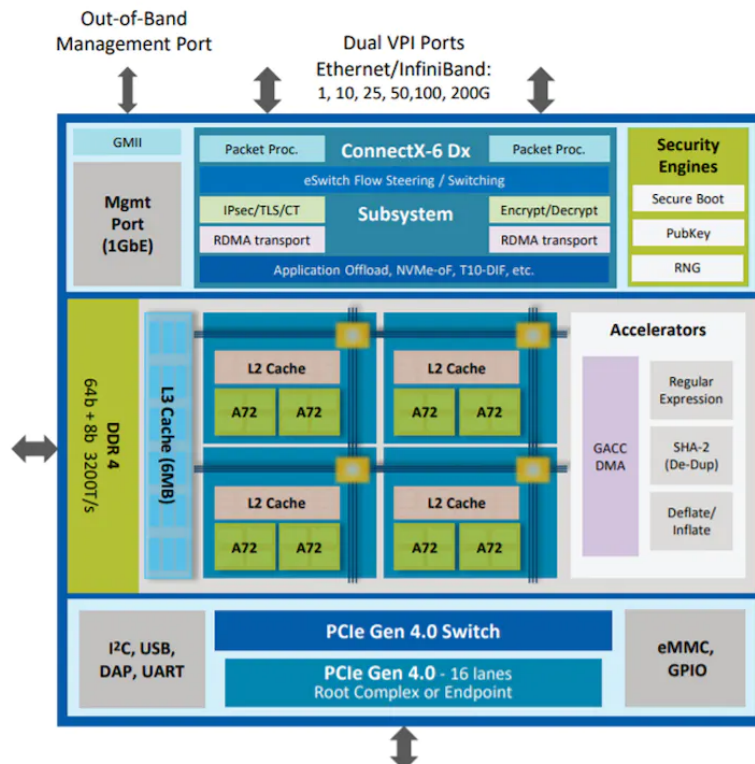 Out-of-Band
Management Port
Dual VPI Ports
Ethernet/InfiniBand:
1, 10, 25, 50,100, 200G
GMII
Mgmt
Port
(1GbE)
Packet Proc.
ConnectX-6 Dx
Packet Proc.
eSwitch Flow Steering / Switching
IPsec/TLS/CT
Subsystem
Encrypt/Decrypt
RDMA transport
RDMA transport
Application Offload, NVMe-oF, T10-DIF, etc.
Security
Engines
Secure Boot
PubKey
RNG
DDR 4
64b + 8b 3200T/s
L3 Cache (6MB)
L2 Cache
A72
A72
L2 Cache
A72
A72
L2 Cache
A72
A72
L2 Cache
A72
A72
Accelerators
GACC
DMA
Regular
Expression
SHA-2
(De-Dup)
Deflate/
Inflate
I²C, USB,
DAP, UART
PCIe Gen 4.0 Switch
PCIe Gen 4.0 - 16 lanes
Root Complex or Endpoint
eMMC,
GPIO